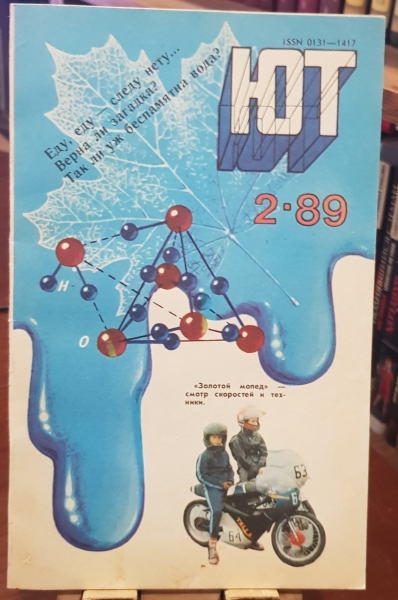 ISSN 0131—1417
ЮТ
Еду, еду — следу нету...
Верна ли загадка?
Так ли уж беспамятна вода?
2·89
H
O
«Золотой мопед» —
смотр скоростей и тех-
ники.
63
64